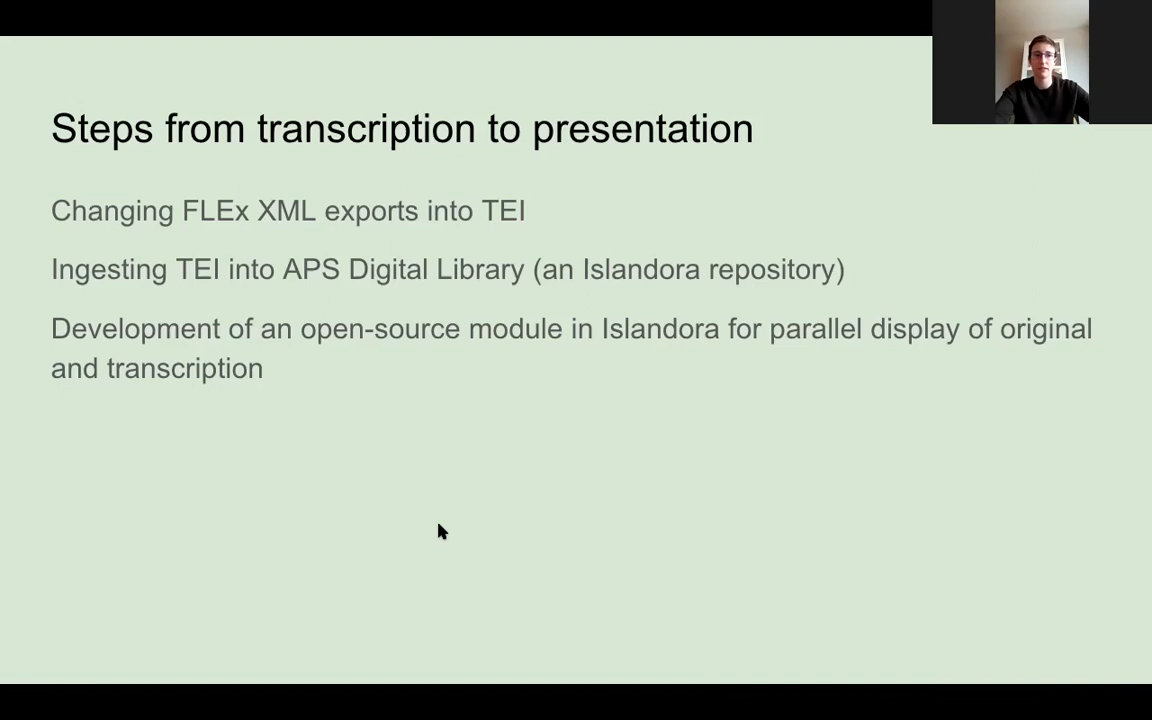 Steps from transcription to presentation
Changing FLEx XML exports into TEI
Ingesting TEI into APS Digital Library (an Islandora repository)
Development of an open-source module in Islandora for parallel display of original
and transcription